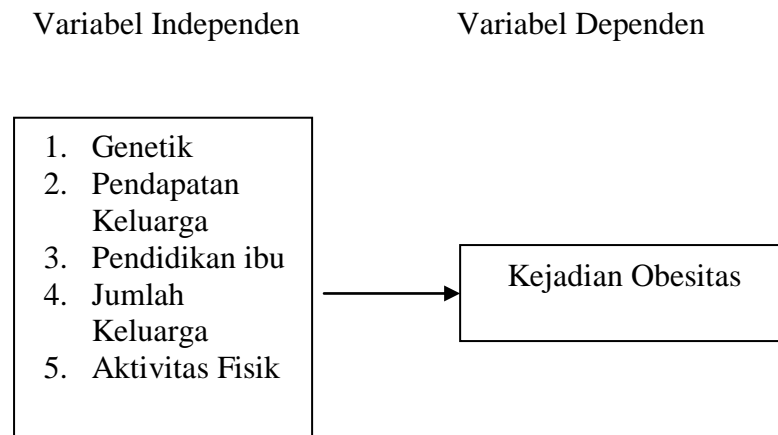 Variabel Independen
Variabel Dependen
1. Genetik
2. Pendapatan
Keluarga
3. Pendidikan ibu
4. Jumlah
Keluarga
5. Aktivitas Fisik
Kejadian Obesitas